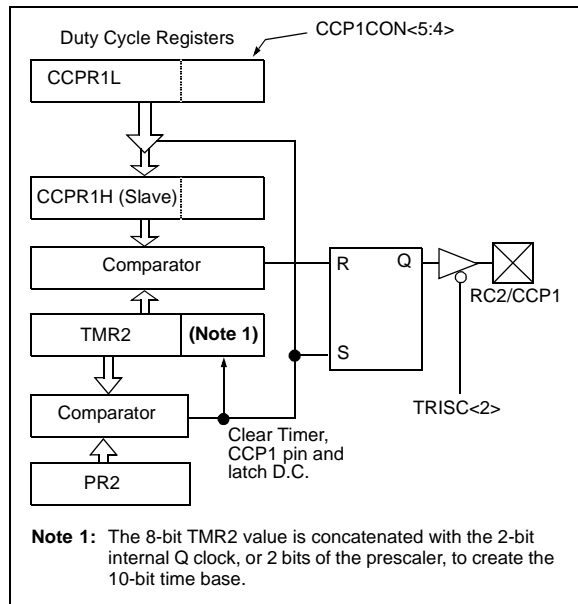 Duty Cycle Registers
CCP1CON<5:4>
CCPR1L
CCPR1H (Slave)
Comparator
R
Q
RC2/CCP1
TMR2
(Note 1)
S
TRISC<2>
Comparator
Clear Timer,
CCP1 pin and
latch D.C.
PR2
Note 1: The 8-bit TMR2 value is concatenated with the 2-bit
internal Q clock, or 2 bits of the prescaler, to create the
10-bit time base.